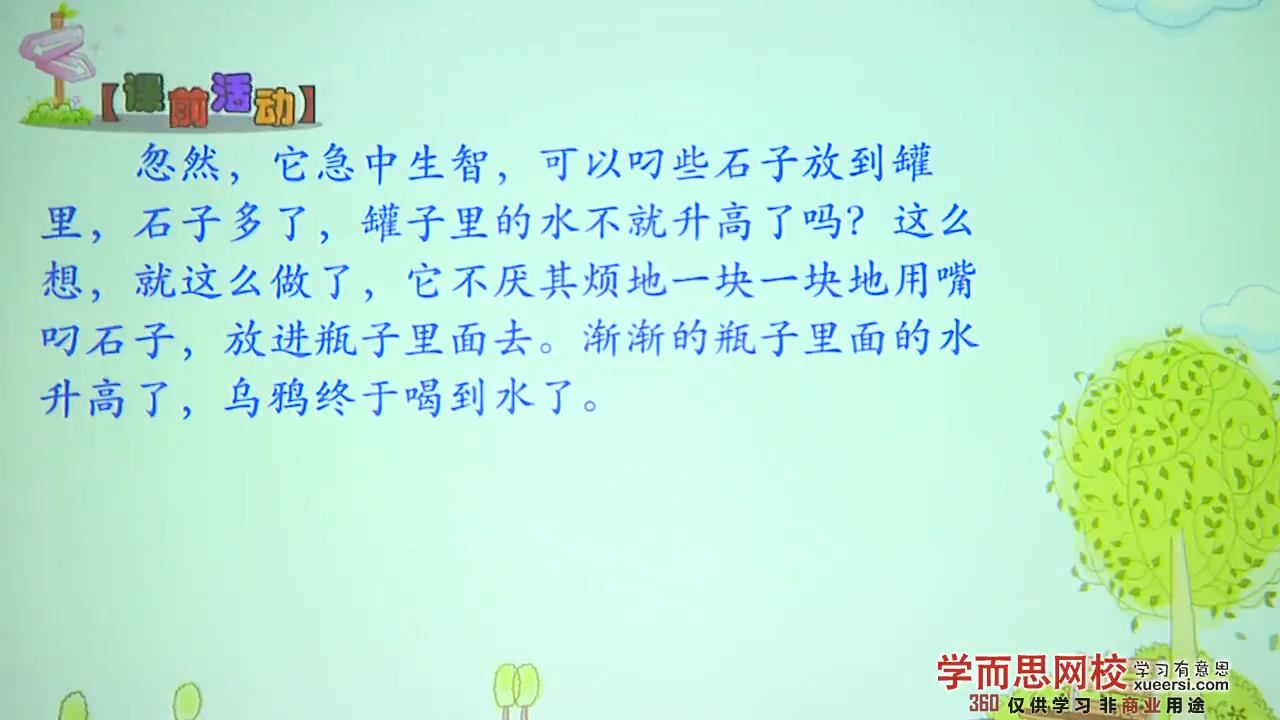 【课前活动】
忽然，它急中生智，可以叼些石子放到罐
里，石子多了，罐子里的水不就升高了吗？这么
想，就这么做了，它不厌其烦地一块一块地用嘴
叼石子，放进瓶子里面去。渐渐的瓶子里面的水
升高了，乌鸦终于喝到水了。
学而思网校 学习有意思
xueersi.com
360 仅供学习 非商业用途